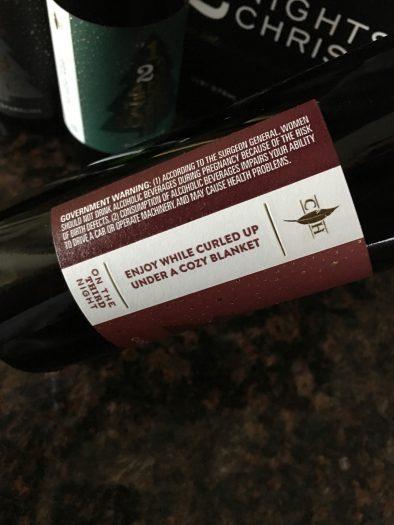 2
NIGHTS
CHRIS
GOVERNMENT WARNING: (1) ACCORDING TO THE SURGEON GENERAL, WOMEN
SHOULD NOT DRINK ALCOHOLIC BEVERAGES DURING PREGNANCY BECAUSE OF THE RISK
OF BIRTH DEFECTS. (2) CONSUMPTION OF ALCOHOLIC BEVERAGES IMPAIRS YOUR ABILITY
TO DRIVE A CAR OR OPERATE MACHINERY, AND MAY CAUSE HEALTH PROBLEMS.
ON THE
THIRD
NIGHT
ENJOY WHILE CURLED UP
UNDER A COZY BLANKET
C H